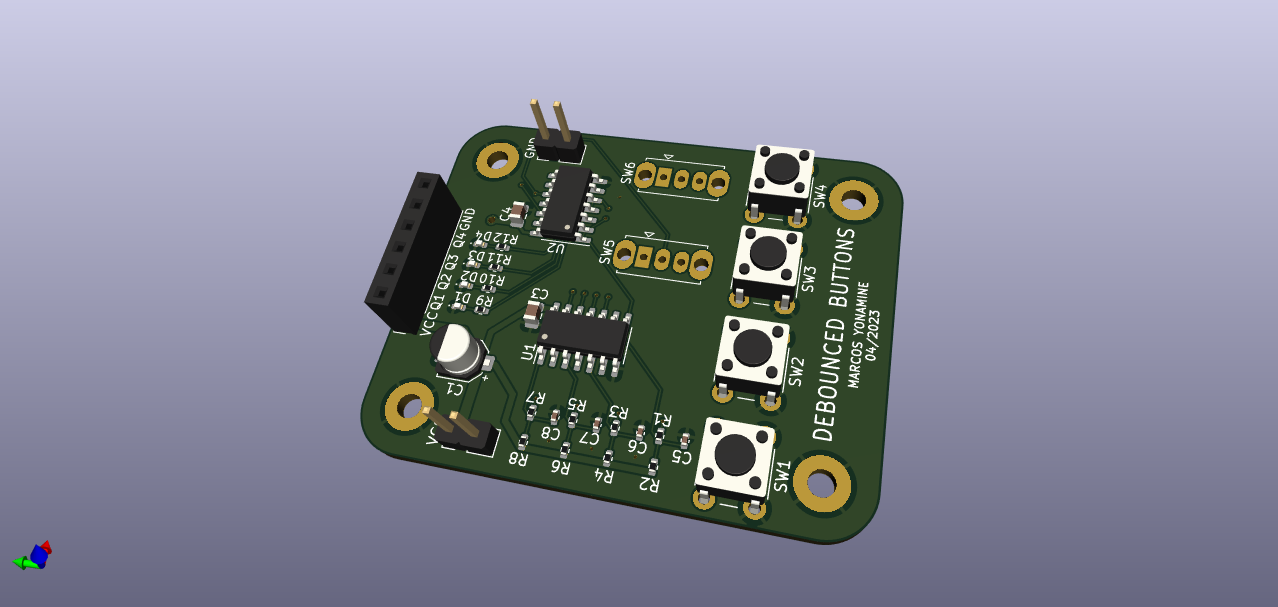 GND
SW6
SW4
C4
GND
Q4
D4
R12
U2
SW5
SW3
Q3
D3
R11
Q2
D2
R10
Q1
D1
R9
VCC
C3
U1
C1
+
SW2
DEBOUNCED BUTTONS
MARCOS YONAMINE
04/2023
R7
R5
R3
R1
C8
C7
C6
C5
R8
R6
R4
R2
SW1